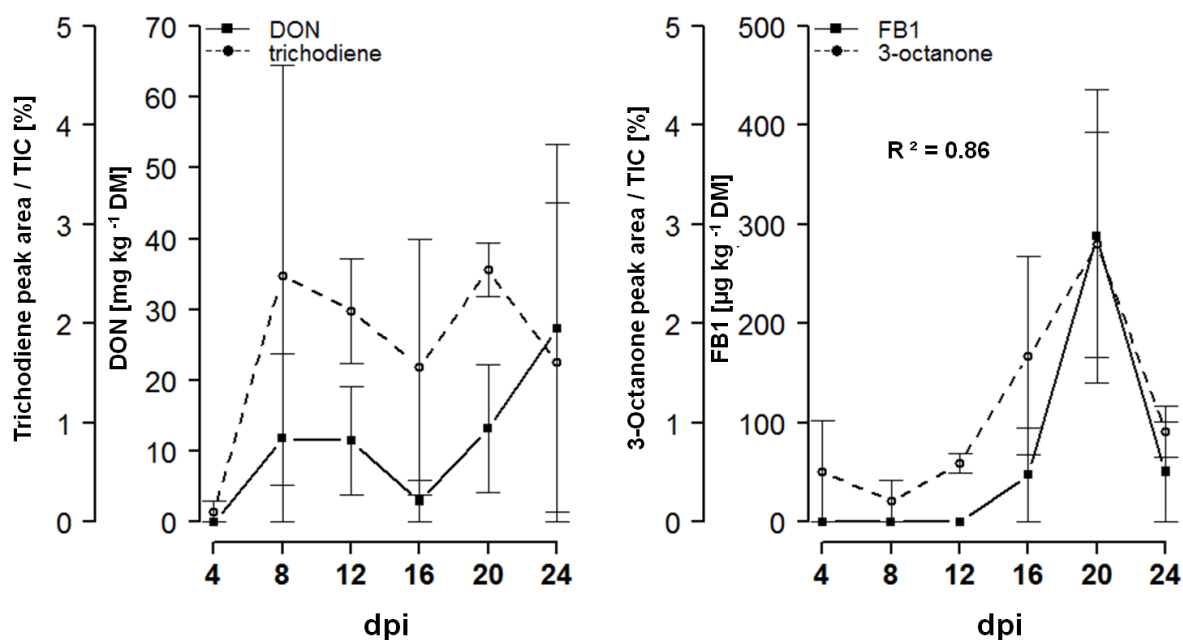 DON
trichodiene
Trichodiene peak area / TIC [%]
5
4
3
2
1
0
DON [mg kg -1 DM]
70
60
50
40
30
20
10
0
4 8 12 16 20 24
dpi
FB1
3-octanone
R ² = 0.86
3-Octanone peak area / TIC [%]
5
4
3
2
1
0
FB1 [µg kg -1 DM]
500
400
300
200
100
0
4 8 12 16 20 24
dpi